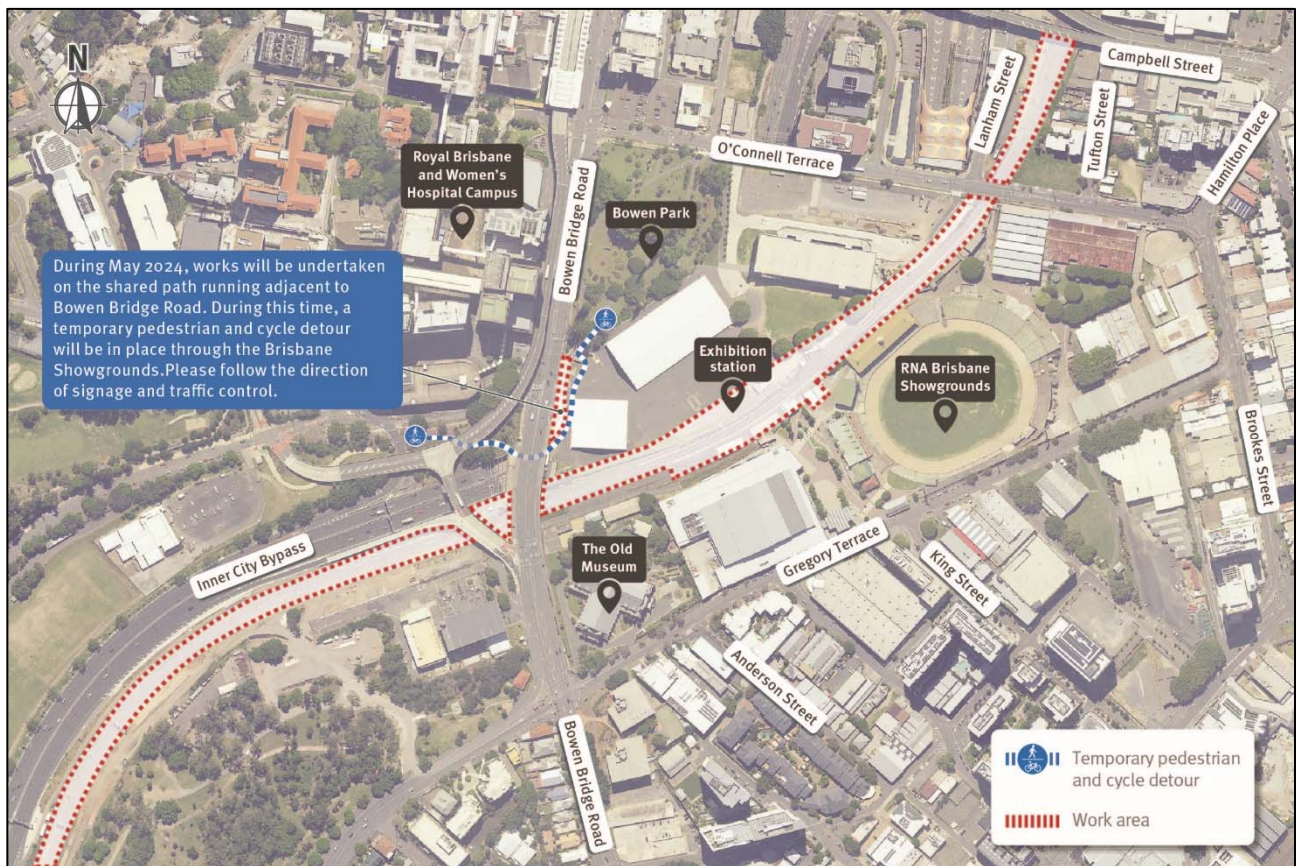 N
Campbell Street
Lanham Street
Tufton Street
Hamilton Place
O'Connell Terrace
Royal Brisbane
and Women's
Hospital Campus
Bowen Bridge Road
Bowen Park
During May 2024, works will be undertaken
on the shared path running adjacent to
Bowen Bridge Road. During this time, a
temporary pedestrian and cycle detour
will be in place through the Brisbane
Showgrounds.Please follow the direction
of signage and traffic control.
Exhibition
station
RNA Brisbane
Showgrounds
Brookes Street
Inner City Bypass
The Old
Museum
Gregory Terrace
King Street
Anderson Street
Bowen Bridge Road
Temporary pedestrian
and cycle detour
Work area